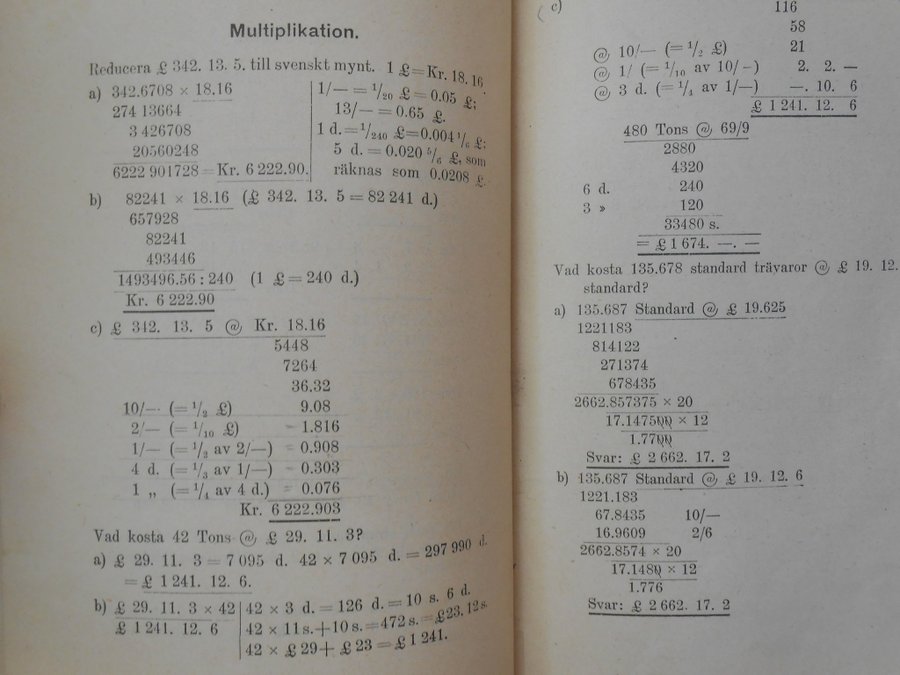 Multiplikation.
Reducera £ 342. 13. 5. till svenskt mynt. 1 £ = Kr. 18.16
a) 342.6708 × 18.16
274 13664
3 426708
20560248
6222 901728 = Kr. 6 222.90.
1/— = 1/20 £ = 0.05 £;
13/— = 0.65 £.
1 d. = 1/240 £ = 0.004 1/6 £;
5 d. = 0.020 5/6 £, som
räknas som 0.0208 £.
b) 82241 × 18.16 (£ 342. 13. 5 = 82 241 d.)
657928
82241
493446
1493496.56 : 240 (1 £ = 240 d.)
Kr. 6 222.90
c) £ 342. 13. 5 @ Kr. 18.16
5448
7264
36.32
10/— (= 1/2 £) 9.08
2/— (= 1/10 £) 1.816
1/— (= 1/2 av 2/—) 0.908
4 d. (= 1/3 av 1/—) 0.303
1 „ (= 1/4 av 4 d.) 0.076
Kr. 6 222.903
Vad kosta 42 Tons @ £ 29. 11. 3?
a) £ 29. 11. 3 = 7 095 d. 42 × 7 095 d. = 297 990 d.
= £ 1 241. 12. 6.
b) £ 29. 11. 3 × 42
£ 1 241. 12. 6
42 × 3 d. = 126 d. = 10 s. 6 d.
42 × 11 s. + 10 s. = 472 s. = £ 23. 12 s.
42 × £ 29 + £ 23 = £ 1 241.
c) 116
58
@ 10/— (= 1/2 £) 21
@ 1/ (= 1/10 av 10/-) 2. 2. —
@ 3 d. (= 1/4 av 1/—) —. 10. 6
£ 1 241. 12. 6
480 Tons @ 69/9
2880
4320
6 d. 240
3 » 120
33480 s.
= £ 1 674. —. —
Vad kosta 135.678 standard trävaror @ £ 19. 12.
standard?
a) 135.687 Standard @ £ 19.625
1221183
814122
271374
678435
2662.857375 × 20
17.147500 × 12
1.7700
Svar: £ 2 662. 17. 2
b) 135.687 Standard @ £ 19. 12. 6
1221.183
67.8435 10/—
16.9609 2/6
2662.8574 × 20
17.1480 × 12
1.776
Svar: £ 2 662. 17. 2